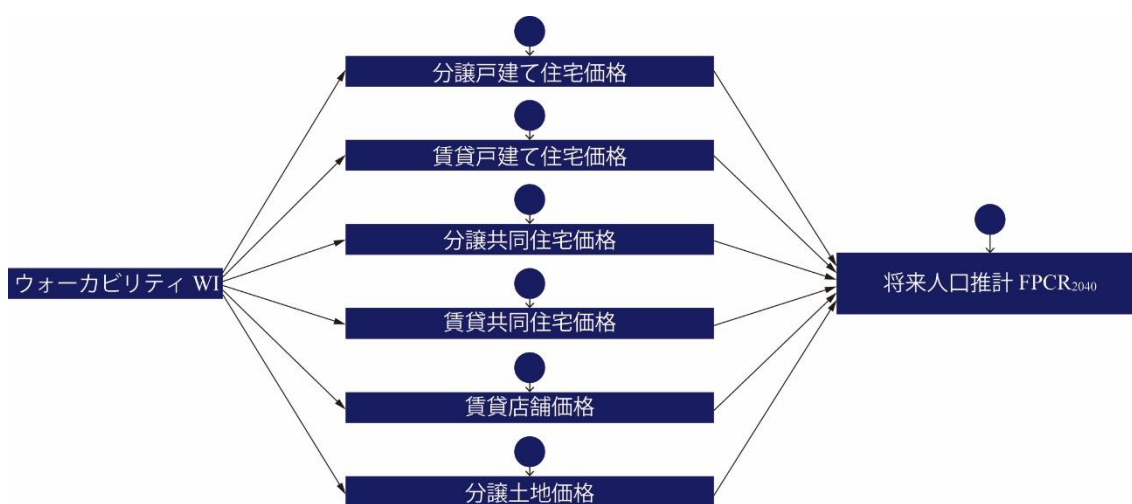 分譲戸建て住宅価格
賃貸戸建て住宅価格
分譲共同住宅価格
ウォーカビリティ WI
将来人口推計 FPCR2040
賃貸共同住宅価格
賃貸店舗価格
分譲土地価格